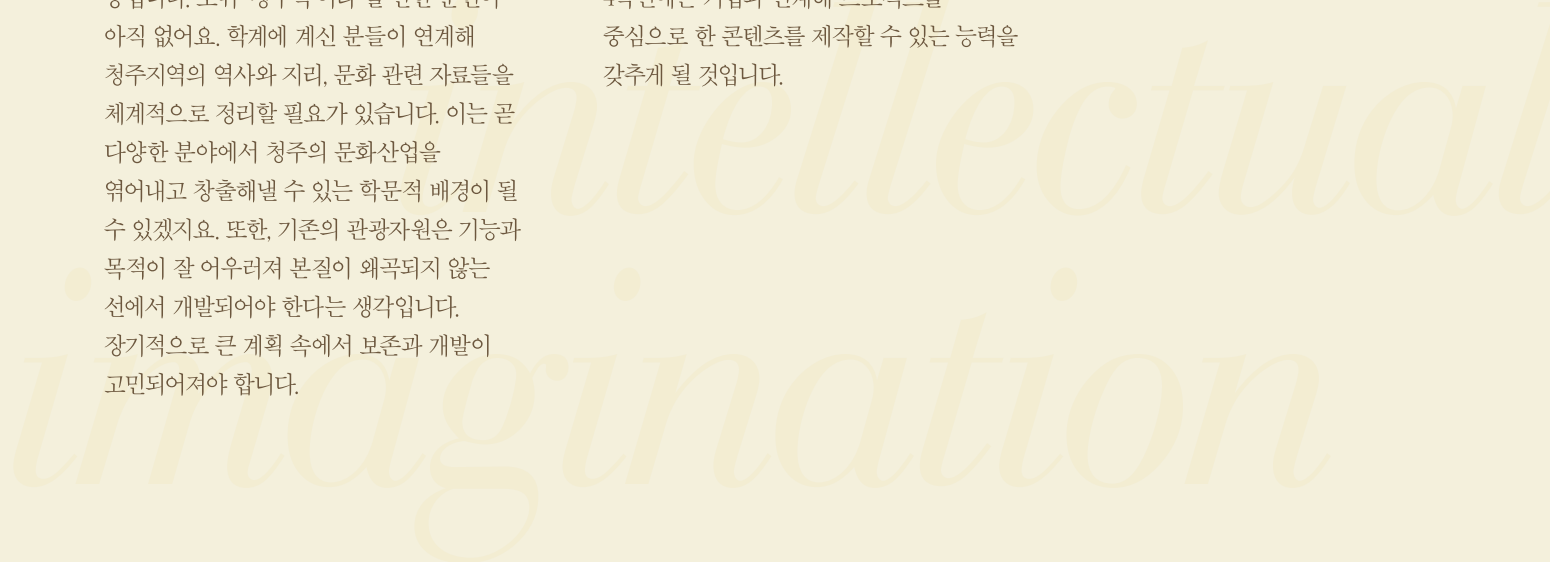 아직 없어요. 학계에 계신 분들이 연계해
청주지역의 역사와 지리, 문화 관련 자료들을
체계적으로 정리할 필요가 있습니다. 이는 곧
다양한 분야에서 청주의 문화산업을
엮어내고 창출해낼 수 있는 학문적 배경이 될
수 있겠지요. 또한, 기존의 관광자원은 기능과
목적이 잘 어우러져 본질이 왜곡되지 않는
선에서 개발되어야 한다는 생각입니다.
장기적으로 큰 계획 속에서 보존과 개발이
고민되어져야 합니다.
중심으로 한 콘텐츠를 제작할 수 있는 능력을
갖추게 될 것입니다.
intellectual
imagination